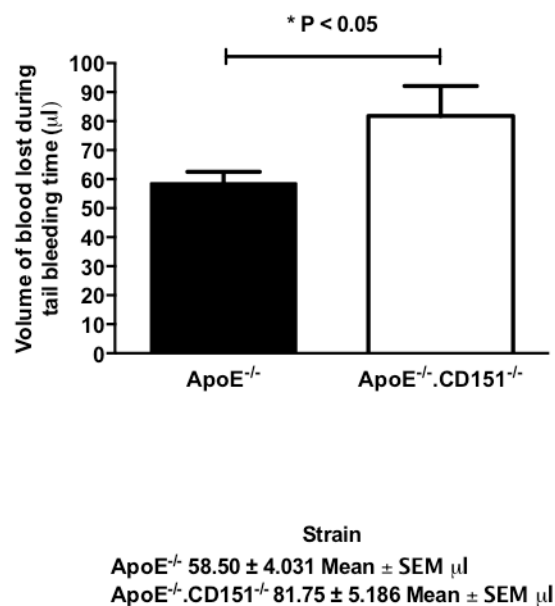 * P < 0.05
Volume of blood lost during
tail bleeding time (μl)
100
90
80
70
60
50
40
30
20
10
0
ApoE⁻/⁻ ApoE⁻/⁻.CD151⁻/⁻
Strain
ApoE⁻/⁻ 58.50 ± 4.031 Mean ± SEM μl
ApoE⁻/⁻.CD151⁻/⁻ 81.75 ± 5.186 Mean ± SEM μl